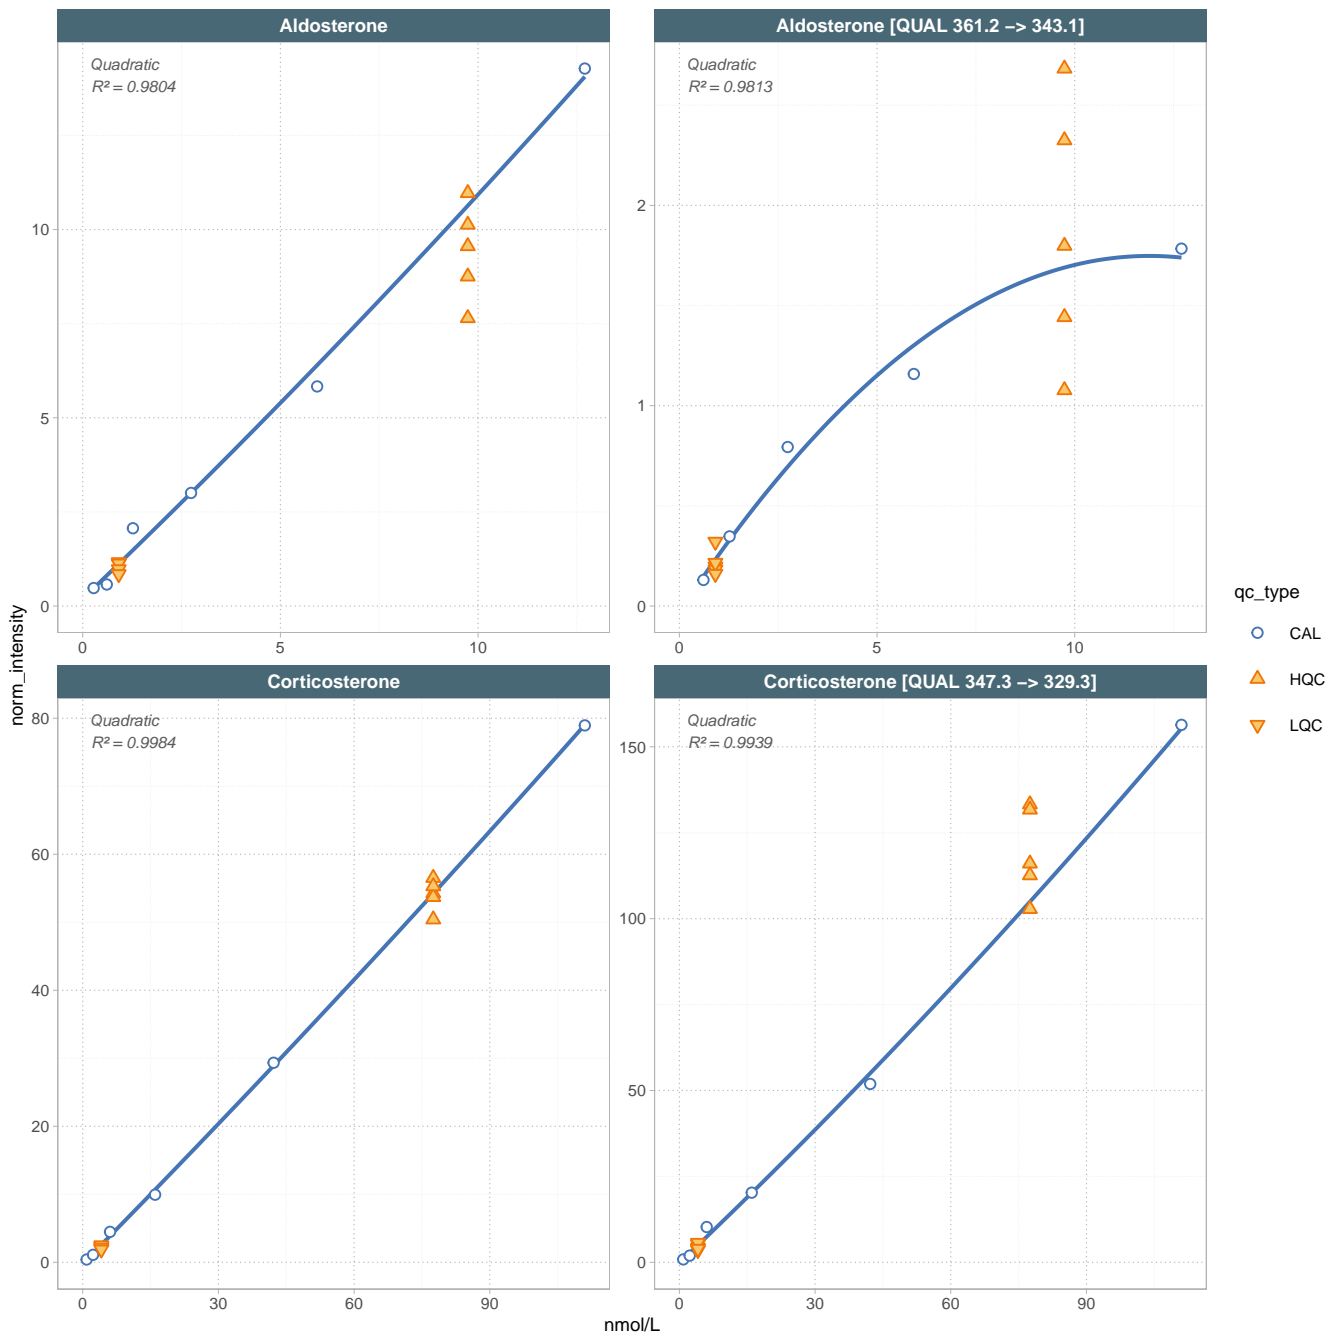 Aldosterone
Aldosterone [QUAL 361.2 −> 343.1]
Quadratic
R² = 0.9804
Quadratic
R² = 0.9813
10
5
0
2
1
0
0 5 10
0 5 10
Corticosterone
Corticosterone [QUAL 347.3 −> 329.3]
Quadratic
R² = 0.9984
Quadratic
R² = 0.9939
80
60
40
20
0
150
100
50
0
0 30 60 90
0 30 60 90
norm_intensity
nmol/L
qc_type
CAL
HQC
LQC